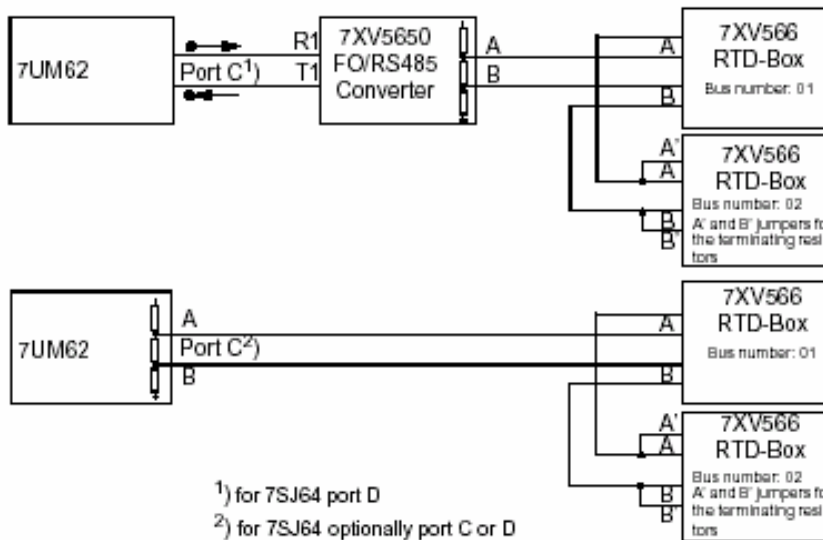 7UM62
R1
Port C1)
T1
7XV5650
FO/RS485
Converter
A
B
A
B
7XV566
RTD-Box
Bus number: 01
A'
A
B
B'
7XV566
RTD-Box
Bus number: 02
A' and B' jumpers fo
the terminating resi
tors
7UM62
A
Port C2)
B
A
B
7XV566
RTD-Box
Bus number: 01
A'
A
B
B'
7XV566
RTD-Box
Bus number: 02
A' and B' jumpers fo
the terminating resi
tors
1) for 7SJ64 port D
2) for 7SJ64 optionally port C or D